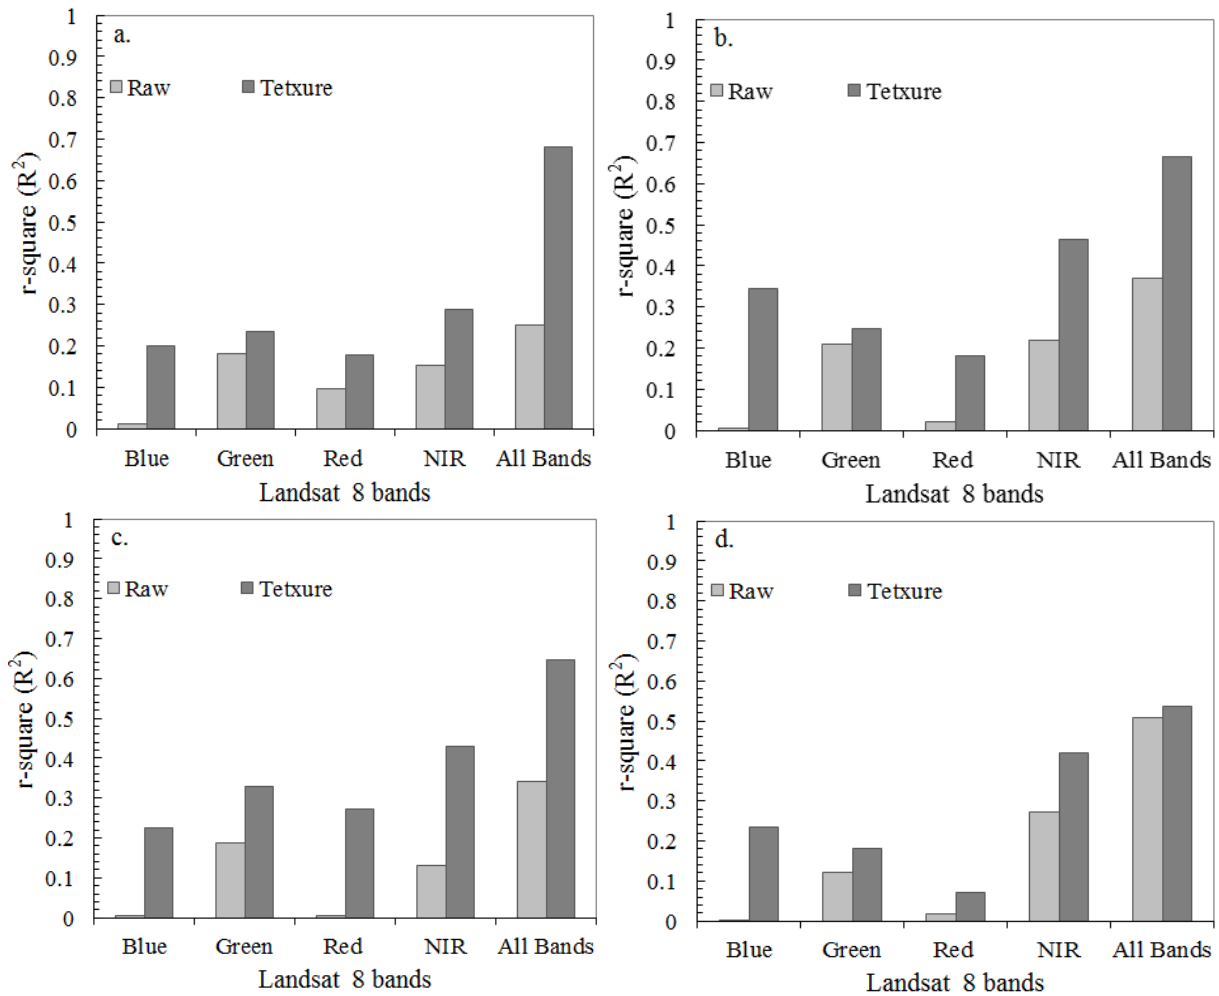 a.
Raw Tetxure
r-square (R²)
1
0.9
0.8
0.7
0.6
0.5
0.4
0.3
0.2
0.1
0
Blue Green Red NIR All Bands
Landsat 8 bands
b.
Raw Tetxure
r-square (R²)
1
0.9
0.8
0.7
0.6
0.5
0.4
0.3
0.2
0.1
0
Blue Green Red NIR All Bands
Landsat 8 bands
c.
Raw Tetxure
r-square (R²)
1
0.9
0.8
0.7
0.6
0.5
0.4
0.3
0.2
0.1
0
Blue Green Red NIR All Bands
Landsat 8 bands
d.
Raw Tetxure
r-square (R²)
1
0.9
0.8
0.7
0.6
0.5
0.4
0.3
0.2
0.1
0
Blue Green Red NIR All Bands
Landsat 8 bands